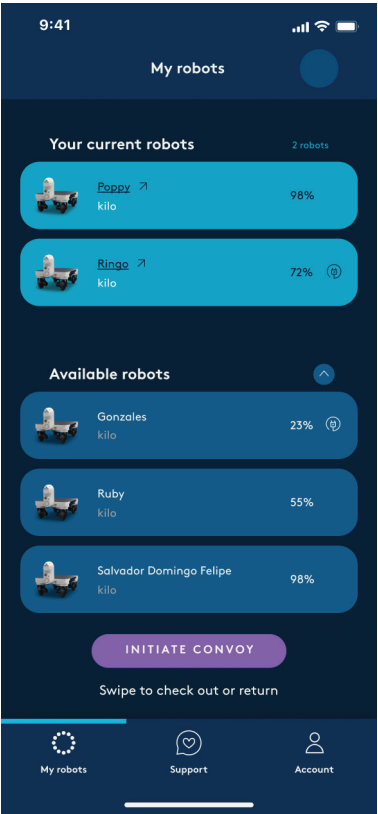 9:41
My robots
Your current robots
2 robots
Poppy
kilo
98%
Ringo
kilo
72%
Available robots
Gonzales
kilo
23%
Ruby
kilo
55%
Salvador Domingo Felipe
kilo
98%
INITIATE CONVOY
Swipe to check out or return
My robots
Support
Account